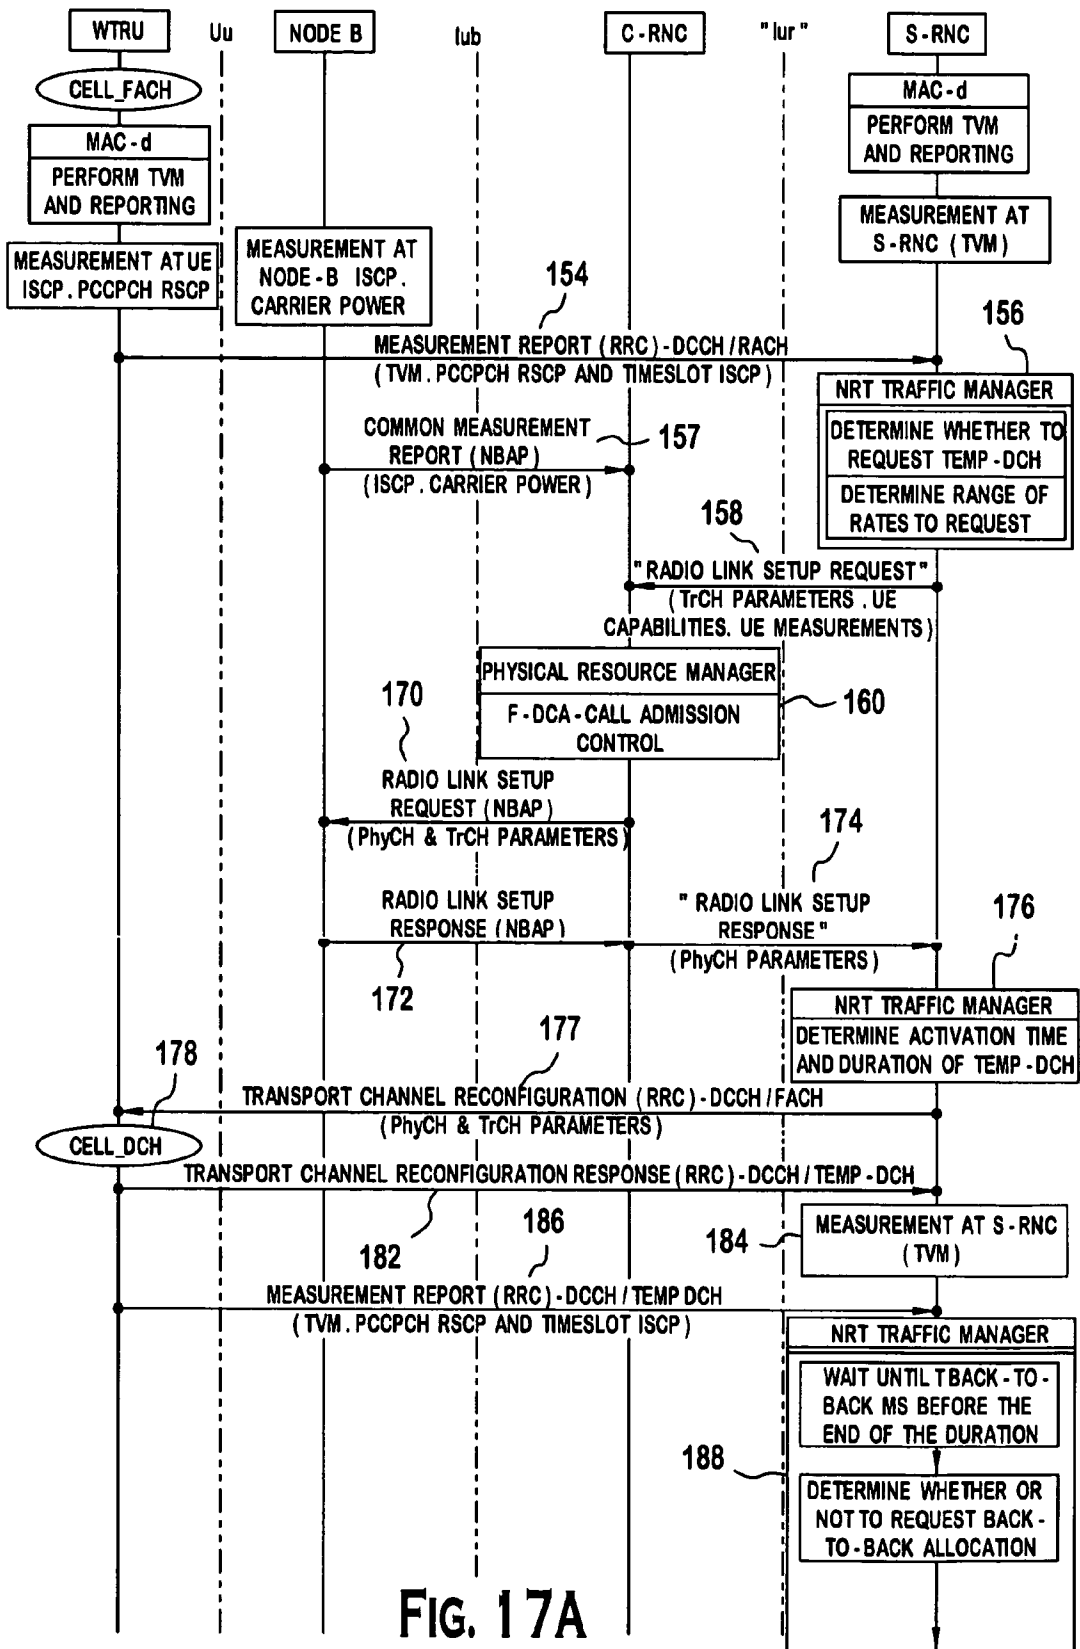 WTRU
Uu
NODE B
Iub
C-RNC
"Iur"
S-RNC
CELL_FACH
MAC-d
PERFORM TVM
AND REPORTING
MAC-d
PERFORM TVM
AND REPORTING
MEASUREMENT AT UE
ISCP. PCCPCH RSCP
MEASUREMENT AT
NODE-B ISCP.
CARRIER POWER
MEASUREMENT AT
S-RNC (TVM)
154
MEASUREMENT REPORT (RRC)-DCCH/RACH
(TVM. PCCPCH RSCP AND TIMESLOT ISCP)
156
NRT TRAFFIC MANAGER
DETERMINE WHETHER TO
REQUEST TEMP-DCH
DETERMINE RANGE OF
RATES TO REQUEST
COMMON MEASUREMENT
REPORT (NBAP)
(ISCP. CARRIER POWER)
157
158
"RADIO LINK SETUP REQUEST"
(TrCH PARAMETERS . UE
CAPABILITIES. UE MEASUREMENTS)
PHYSICAL RESOURCE MANAGER
F-DCA-CALL ADMISSION
CONTROL
160
170
RADIO LINK SETUP
REQUEST (NBAP)
(PhyCH & TrCH PARAMETERS)
RADIO LINK SETUP
RESPONSE (NBAP)
172
174
" RADIO LINK SETUP
RESPONSE"
(PhyCH PARAMETERS)
176
NRT TRAFFIC MANAGER
DETERMINE ACTIVATION TIME
AND DURATION OF TEMP-DCH
177
TRANSPORT CHANNEL RECONFIGURATION (RRC)-DCCH/FACH
(PhyCH & TrCH PARAMETERS)
178
CELL_DCH
TRANSPORT CHANNEL RECONFIGURATION RESPONSE (RRC)-DCCH/TEMP-DCH
182
184
MEASUREMENT AT S-RNC
(TVM)
186
MEASUREMENT REPORT (RRC)-DCCH/TEMP DCH
(TVM. PCCPCH RSCP AND TIMESLOT ISCP)
NRT TRAFFIC MANAGER
WAIT UNTIL TBACK-TO-
BACK MS BEFORE THE
END OF THE DURATION
188
DETERMINE WHETHER OR
NOT TO REQUEST BACK-
TO-BACK ALLOCATION
FIG. 17A